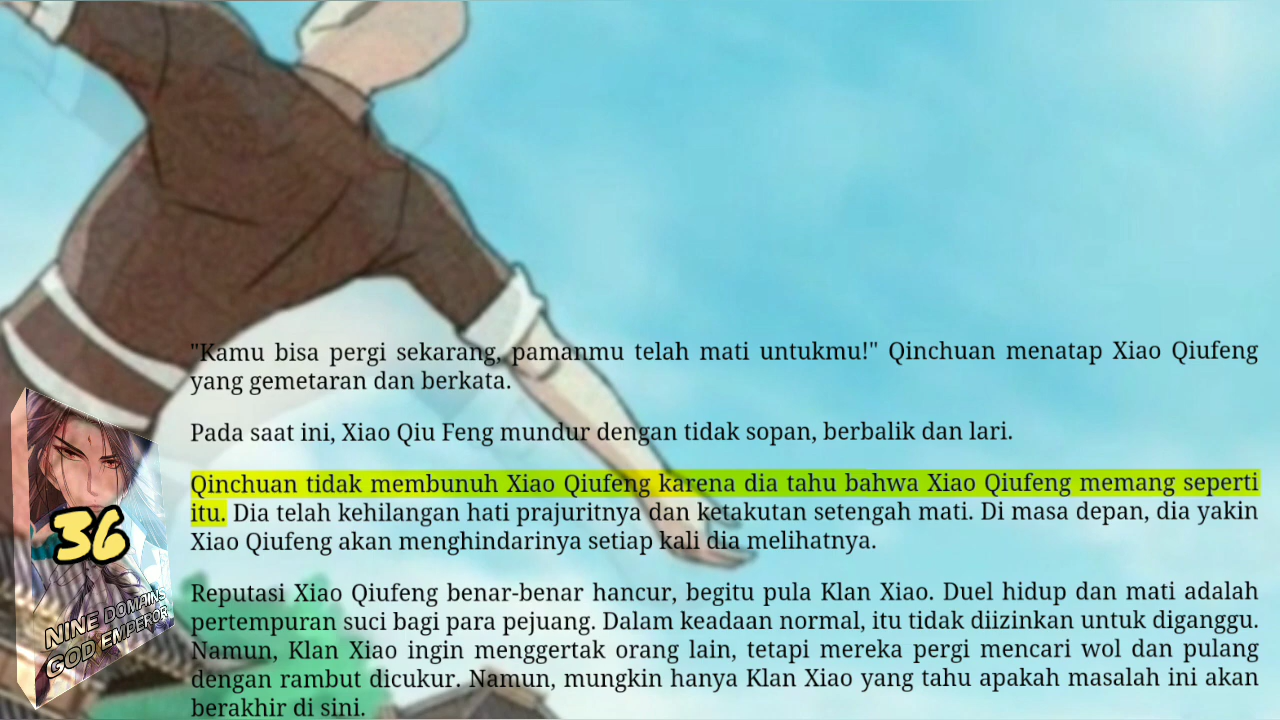 "Kamu bisa pergi sekarang, pamanmu telah mati untukmu!" Qinchuan menatap Xiao Qiufeng
yang gemetaran dan berkata.
Pada saat ini, Xiao Qiu Feng mundur dengan tidak sopan, berbalik dan lari.
Qinchuan tidak membunuh Xiao Qiufeng karena dia tahu bahwa Xiao Qiufeng memang seperti
itu. Dia telah kehilangan hati prajuritnya dan ketakutan setengah mati. Di masa depan, dia yakin
Xiao Qiufeng akan menghindarinya setiap kali dia melihatnya.
Reputasi Xiao Qiufeng benar-benar hancur, begitu pula Klan Xiao. Duel hidup dan mati adalah
pertempuran suci bagi para pejuang. Dalam keadaan normal, itu tidak diizinkan untuk diganggu.
Namun, Klan Xiao ingin menggertak orang lain, tetapi mereka pergi mencari wol dan pulang
dengan rambut dicukur. Namun, mungkin hanya Klan Xiao yang tahu apakah masalah ini akan
berakhir di sini.
36
NINE DOMAINS
GOD EMPEROR